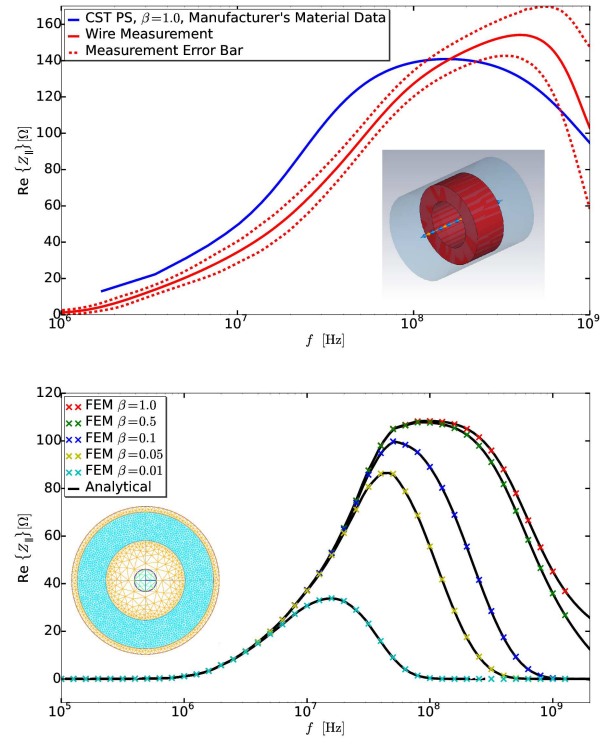 170
160
140
120
100
80
60
40
20
0
Re {Z∥}[Ω]
CST PS, β=1.0, Manufacturer's Material Data
Wire Measurement
Measurement Error Bar
10⁶ 10⁷ 10⁸ 10⁹
f [Hz]
120
100
80
60
40
20
0
Re {Z∥}[Ω]
FEM β=1.0
FEM β=0.5
FEM β=0.1
FEM β=0.05
FEM β=0.01
Analytical
10⁵ 10⁶ 10⁷ 10⁸ 10⁹
f [Hz]